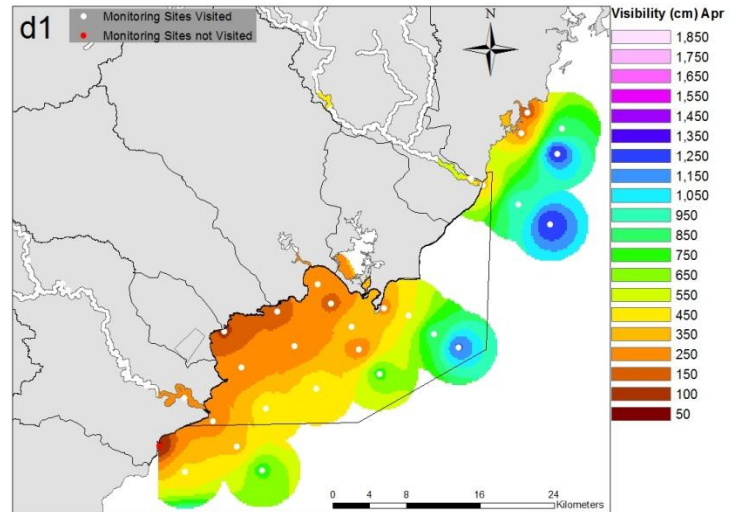 d1
Monitoring Sites Visited
Monitoring Sites not Visited
N
Visibility (cm) Apr
1,850
1,750
1,650
1,550
1,450
1,350
1,250
1,150
1,050
950
850
750
650
550
450
350
250
150
100
50
0 4 8 16 24
Kilometers